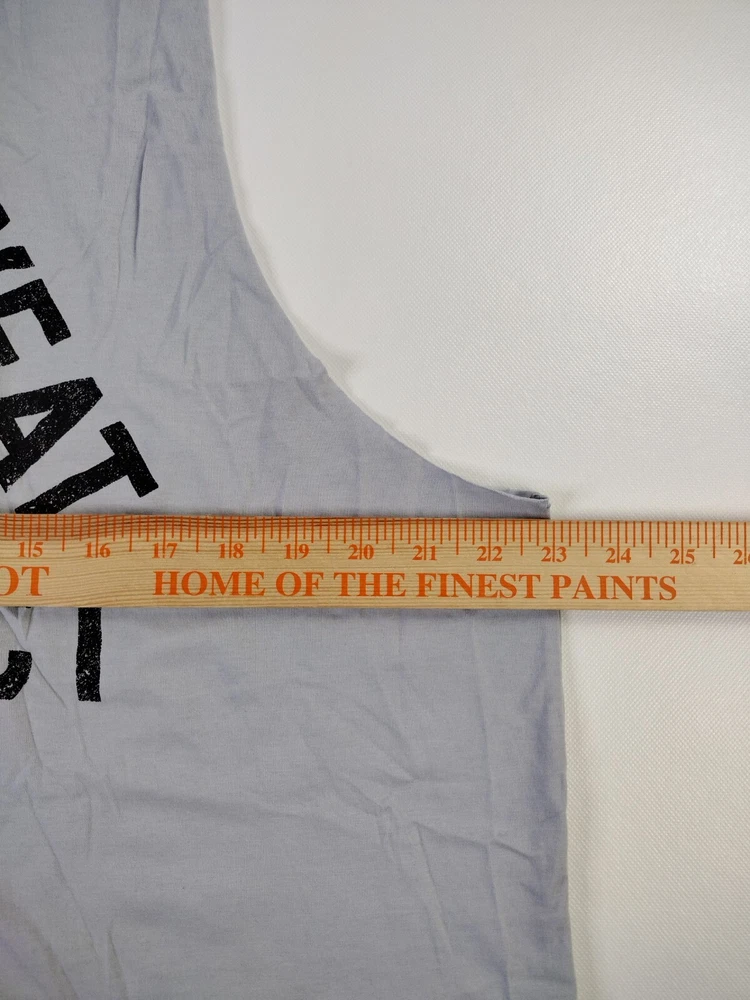 EAT
15 16 17 18 19 20 21 22 23 24 25
HOME OF THE FINEST PAINTS